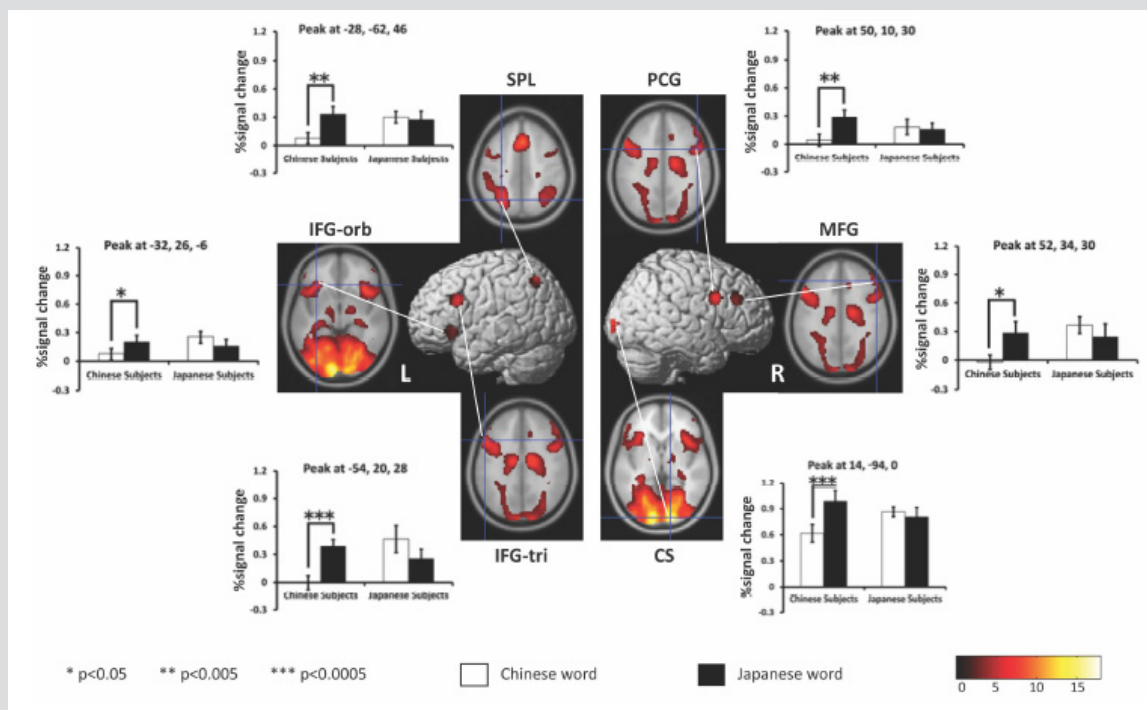 Peak at -28, -62, 46
%signal change
1.2
0.9
0.6
0.3
0
-0.3
**
Chinese Subjects
Japanese Subjects
SPL
PCG
Peak at 50, 10, 30
%signal change
1.2
0.9
0.6
0.3
0
-0.3
**
Chinese Subjects
Japanese Subjects
Peak at -32, 26, -6
%signal change
1.2
0.9
0.6
0.3
0
-0.3
*
Chinese Subjects
Japanese Subjects
IFG-orb
L
MFG
R
Peak at 52, 34, 30
%signal change
1.2
0.9
0.6
0.3
0
-0.3
*
Chinese Subjects
Japanese Subjects
Peak at -54, 20, 28
%signal change
1.2
0.9
0.6
0.3
0
-0.3
***
Chinese Subjects
Japanese Subjects
IFG-tri
CS
Peak at 14, -94, 0
%signal change
1.2
0.9
0.6
0.3
0
-0.3
***
Chinese Subjects
Japanese Subjects
* p<0.05 ** p<0.005 *** p<0.0005 Chinese word Japanese word
0 5 10 15